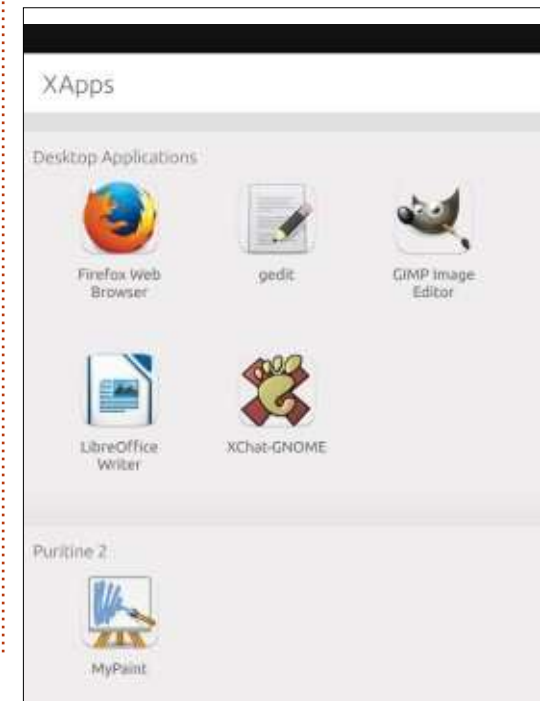 XApps
Desktop Applications
Firefox Web
Browser
gedit
GIMP Image
Editor
LibreOffice
Writer
XChat-GNOME
Puritine 2
MyPaint